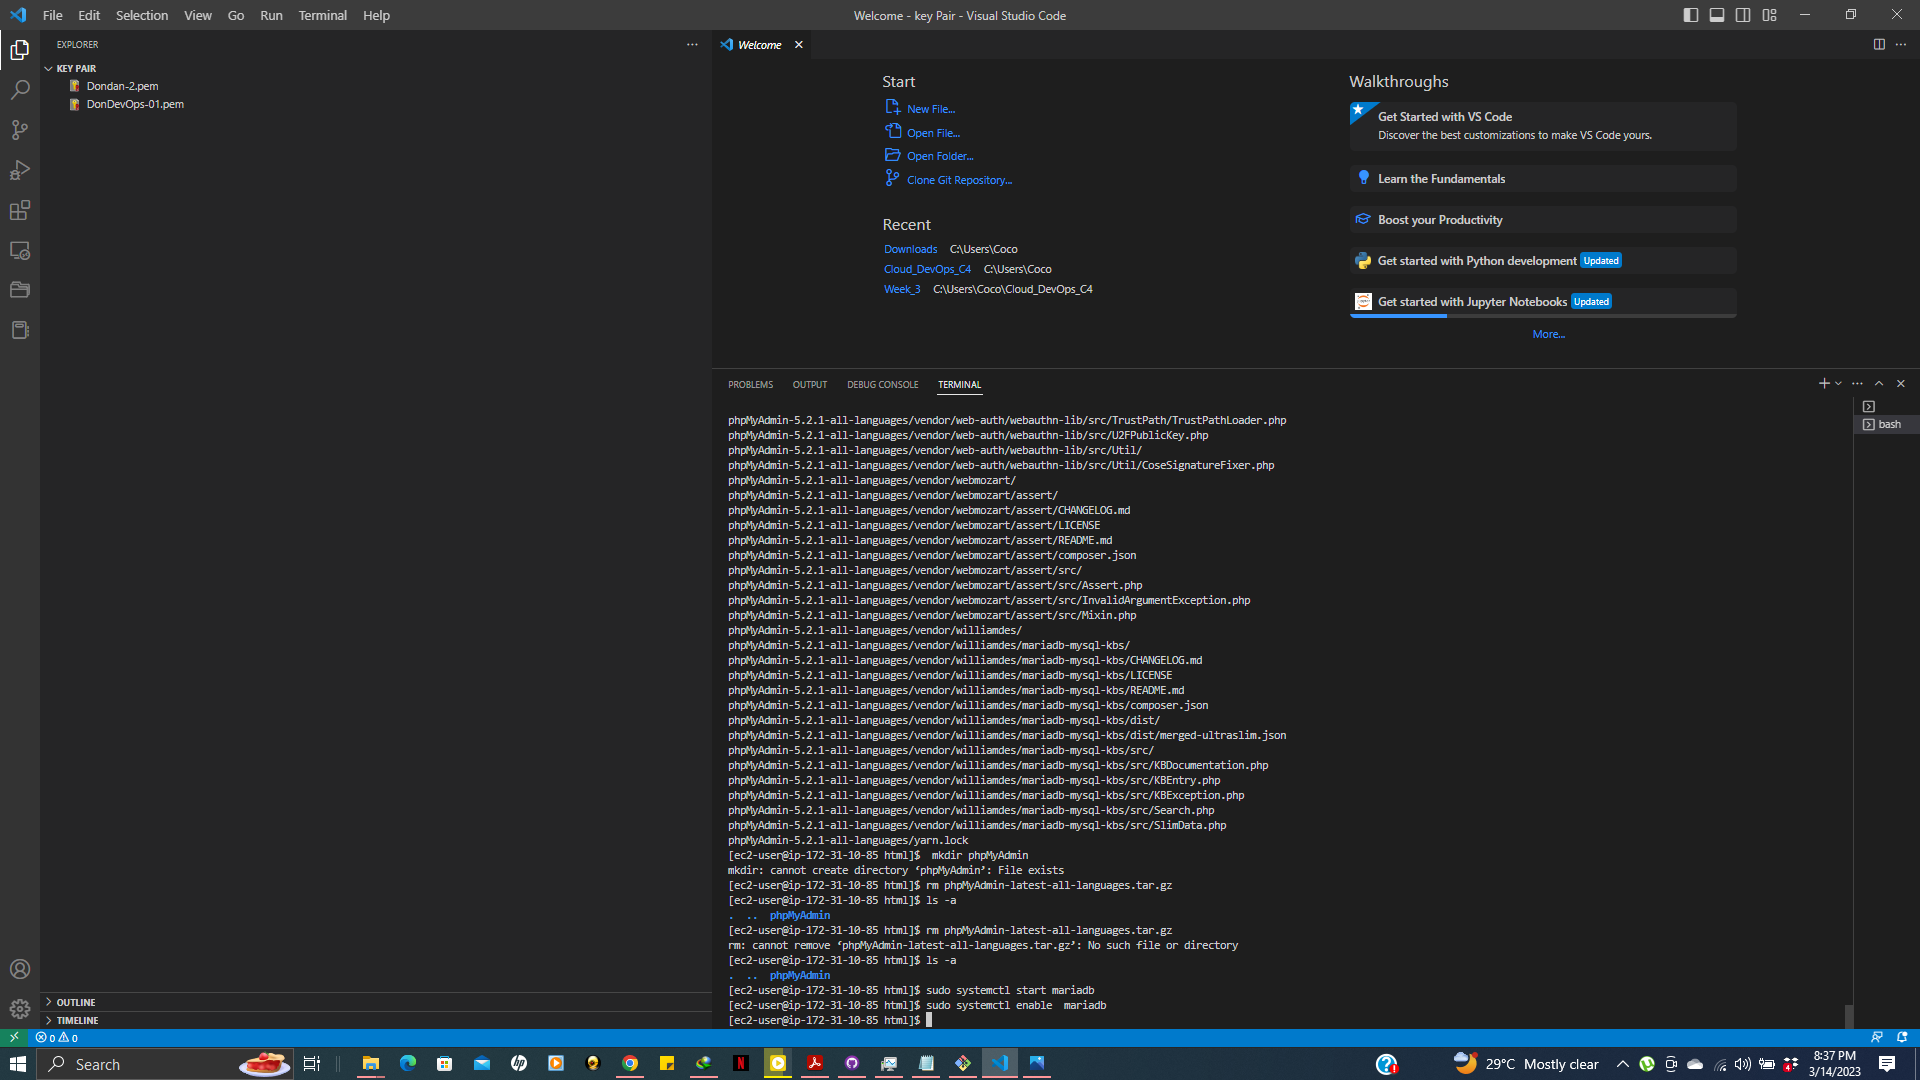 File Edit Selection View Go Run Terminal Help
Welcome - key Pair - Visual Studio Code
EXPLORER
KEY PAIR
Dondan-2.pem
DonDevOps-01.pem
OUTLINE
TIMELINE
Welcome
Start
New File...
Open File...
Open Folder...
Clone Git Repository...
Recent
Downloads C:\Users\Coco
Cloud_DevOps_C4 C:\Users\Coco
Week_3 C:\Users\Coco\Cloud_DevOps_C4
Walkthroughs
Get Started with VS Code
Discover the best customizations to make VS Code yours.
Learn the Fundamentals
Boost your Productivity
Get started with Python development Updated
Get started with Jupyter Notebooks Updated
More...
PROBLEMS OUTPUT DEBUG CONSOLE TERMINAL
bash
phpMyAdmin-5.2.1-all-languages/vendor/web-auth/webauthn-lib/src/TrustPath/TrustPathLoader.php
phpMyAdmin-5.2.1-all-languages/vendor/web-auth/webauthn-lib/src/U2FPublicKey.php
phpMyAdmin-5.2.1-all-languages/vendor/web-auth/webauthn-lib/src/Util/
phpMyAdmin-5.2.1-all-languages/vendor/web-auth/webauthn-lib/src/Util/CoseSignatureFixer.php
phpMyAdmin-5.2.1-all-languages/vendor/webmozart/
phpMyAdmin-5.2.1-all-languages/vendor/webmozart/assert/
phpMyAdmin-5.2.1-all-languages/vendor/webmozart/assert/CHANGELOG.md
phpMyAdmin-5.2.1-all-languages/vendor/webmozart/assert/LICENSE
phpMyAdmin-5.2.1-all-languages/vendor/webmozart/assert/README.md
phpMyAdmin-5.2.1-all-languages/vendor/webmozart/assert/composer.json
phpMyAdmin-5.2.1-all-languages/vendor/webmozart/assert/src/
phpMyAdmin-5.2.1-all-languages/vendor/webmozart/assert/src/Assert.php
phpMyAdmin-5.2.1-all-languages/vendor/webmozart/assert/src/InvalidArgumentException.php
phpMyAdmin-5.2.1-all-languages/vendor/webmozart/assert/src/Mixin.php
phpMyAdmin-5.2.1-all-languages/vendor/williamdes/
phpMyAdmin-5.2.1-all-languages/vendor/williamdes/mariadb-mysql-kbs/
phpMyAdmin-5.2.1-all-languages/vendor/williamdes/mariadb-mysql-kbs/CHANGELOG.md
phpMyAdmin-5.2.1-all-languages/vendor/williamdes/mariadb-mysql-kbs/LICENSE
phpMyAdmin-5.2.1-all-languages/vendor/williamdes/mariadb-mysql-kbs/README.md
phpMyAdmin-5.2.1-all-languages/vendor/williamdes/mariadb-mysql-kbs/composer.json
phpMyAdmin-5.2.1-all-languages/vendor/williamdes/mariadb-mysql-kbs/dist/
phpMyAdmin-5.2.1-all-languages/vendor/williamdes/mariadb-mysql-kbs/dist/merged-ultraslim.json
phpMyAdmin-5.2.1-all-languages/vendor/williamdes/mariadb-mysql-kbs/src/
phpMyAdmin-5.2.1-all-languages/vendor/williamdes/mariadb-mysql-kbs/src/KBDocumentation.php
phpMyAdmin-5.2.1-all-languages/vendor/williamdes/mariadb-mysql-kbs/src/KBEntry.php
phpMyAdmin-5.2.1-all-languages/vendor/williamdes/mariadb-mysql-kbs/src/KBException.php
phpMyAdmin-5.2.1-all-languages/vendor/williamdes/mariadb-mysql-kbs/src/Search.php
phpMyAdmin-5.2.1-all-languages/vendor/williamdes/mariadb-mysql-kbs/src/SlimData.php
phpMyAdmin-5.2.1-all-languages/yarn.lock
[ec2-user@ip-172-31-10-85 html]$  mkdir phpMyAdmin
mkdir: cannot create directory ‘phpMyAdmin’: File exists
[ec2-user@ip-172-31-10-85 html]$ rm phpMyAdmin-latest-all-languages.tar.gz
[ec2-user@ip-172-31-10-85 html]$ ls -a
.  ..  phpMyAdmin
[ec2-user@ip-172-31-10-85 html]$ rm phpMyAdmin-latest-all-languages.tar.gz
rm: cannot remove ‘phpMyAdmin-latest-all-languages.tar.gz’: No such file or directory
[ec2-user@ip-172-31-10-85 html]$ ls -a
.  ..  phpMyAdmin
[ec2-user@ip-172-31-10-85 html]$ sudo systemctl start mariadb
[ec2-user@ip-172-31-10-85 html]$ sudo systemctl enable  mariadb
[ec2-user@ip-172-31-10-85 html]$
0 0
Search
29°C Mostly clear
8:37 PM
3/14/2023